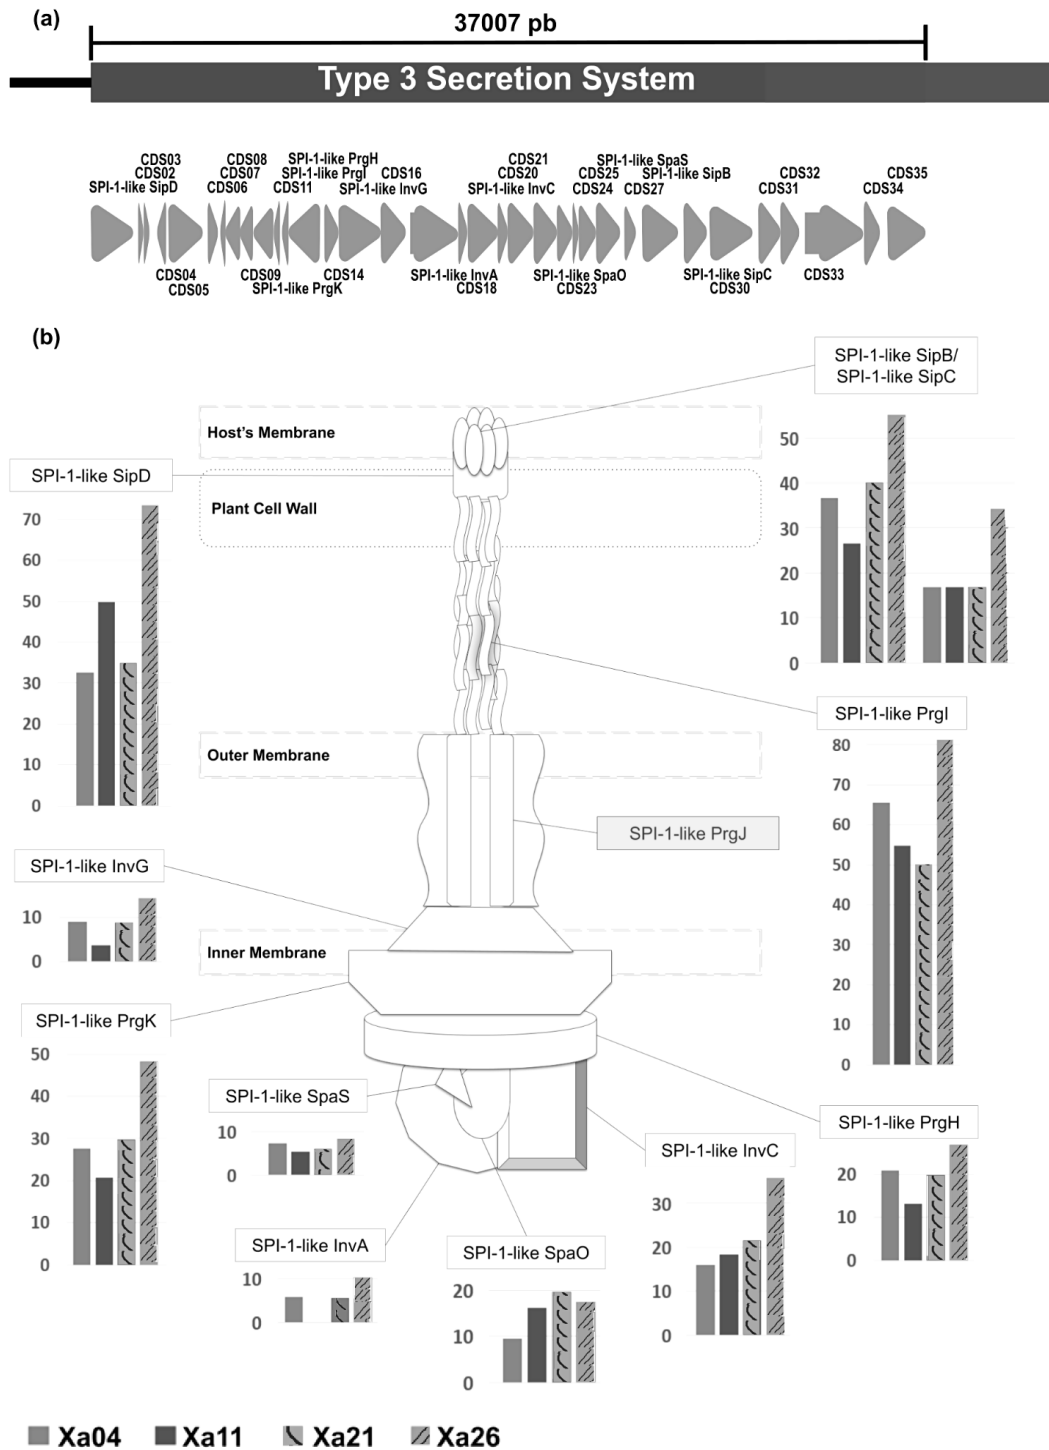 (a)
37007 pb
Type 3 Secretion System
CDS03 CDS08 SPI-1-like PrgH CDS21 SPI-1-like SpaS
CDS02 CDS07 SPI-1-like PrgI CDS16 CDS20 CDS25 SPI-1-like SipB CDS32 CDS35
SPI-1-like SipD CDS06 CDS11 SPI-1-like InvG SPI-1-like InvC CDS24 CDS27 CDS31 CDS34
CDS04 CDS09 CDS14 SPI-1-like InvA SPI-1-like SpaO SPI-1-like SipC CDS33
CDS05 SPI-1-like PrgK CDS18 CDS23 CDS30
(b)
SPI-1-like SipB/
SPI-1-like SipC
50
40
30
20
10
0
Host's Membrane
SPI-1-like SipD
70
60
50
40
30
20
10
0
Plant Cell Wall
SPI-1-like PrgI
80
70
60
50
40
30
20
10
0
Outer Membrane
SPI-1-like PrgJ
SPI-1-like InvG
10
0
Inner Membrane
SPI-1-like PrgK
50
40
30
20
10
0
SPI-1-like SpaS
10
0
SPI-1-like PrgH
20
10
0
SPI-1-like InvC
30
20
10
0
SPI-1-like InvA
10
0
SPI-1-like SpaO
20
10
0
Xa04 Xa11 Xa21 Xa26